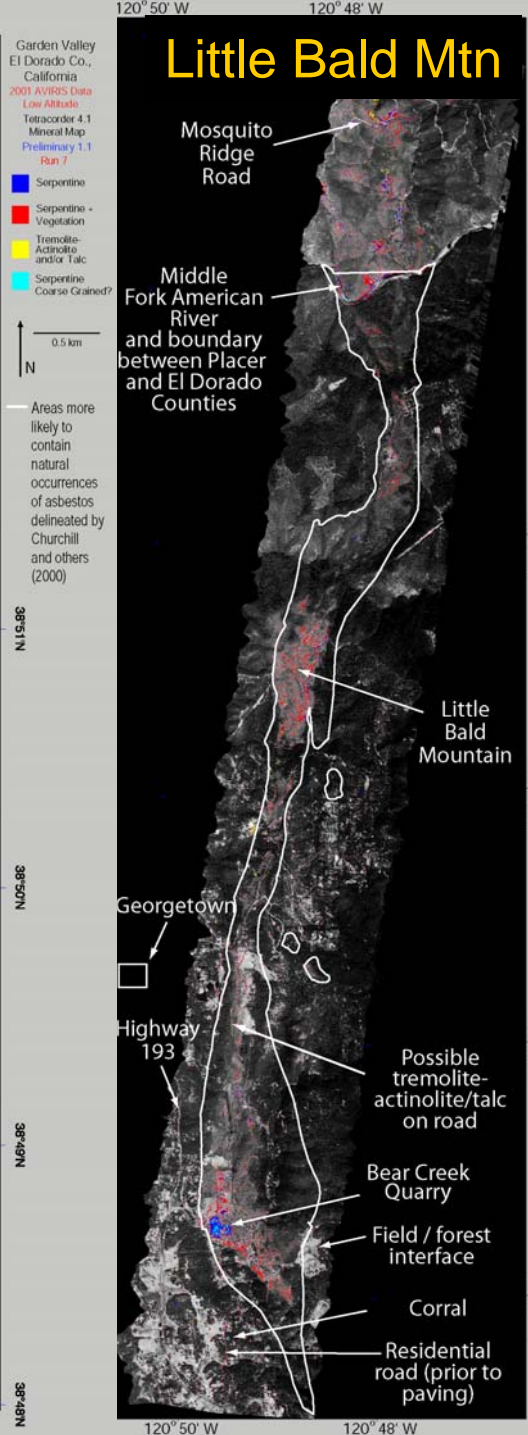 120° 50' W
120° 48' W
Little Bald Mtn
Garden Valley
El Dorado Co.,
California
2001 AVIRIS Data
Low Altitude
Tetracorder 4.1
Mineral Map
Preliminary 1.1
Run 7
Serpentine
Serpentine +
Vegetation
Tremolite-
Actinolite
and/or Talc
Serpentine
Coarse Grained?
0.5 km
N
Areas more
likely to
contain
natural
occurrences
of asbestos
delineated by
Churchill
and others
(2000)
Mosquito
Ridge
Road
Middle
Fork American
River
and boundary
between Placer
and El Dorado
Counties
38°51'N
Little
Bald
Mountain
38°50'N
Georgetown
Highway
193
Possible
tremolite-
actinolite/talc
on road
38°49'N
Bear Creek
Quarry
Field / forest
interface
Corral
Residential
road (prior to
paving)
38°48'N
120° 50' W
120° 48' W